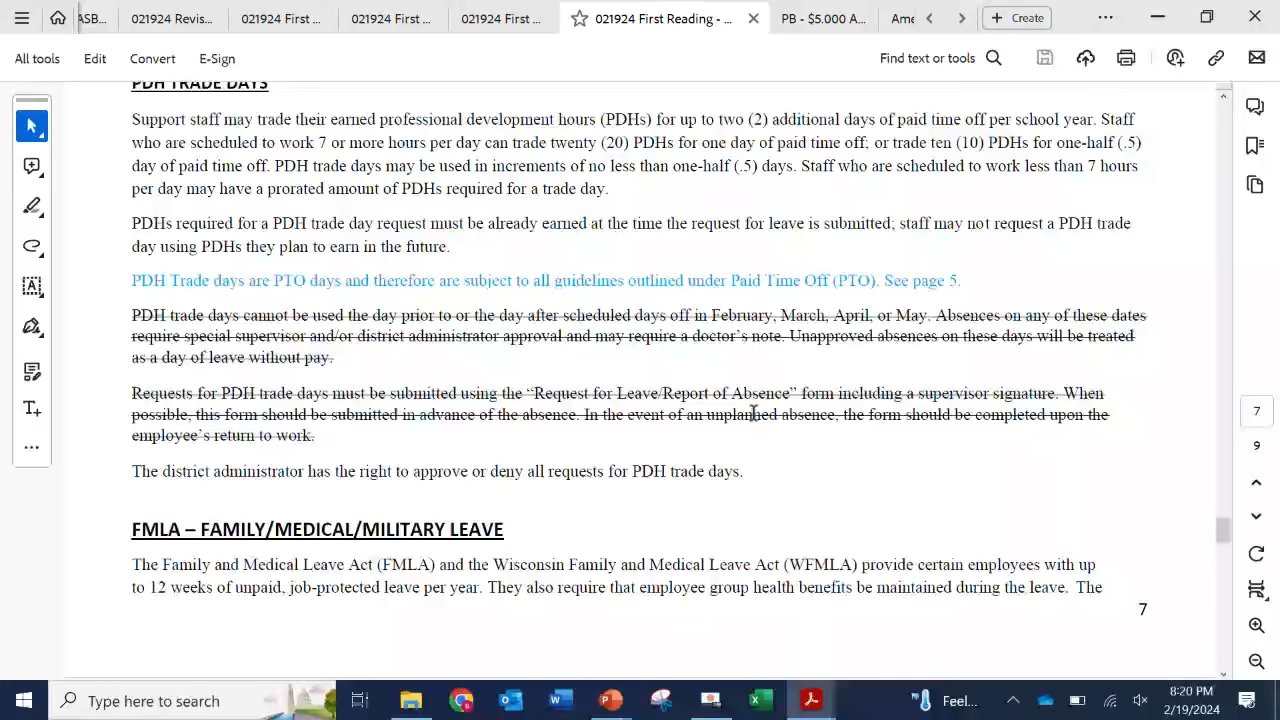 ASB...
021924 Revis...
021924 First ...
021924 First ...
021924 First ...
021924 First Reading - ...
PB - $5.000 A...
Ame
Create
All tools
Edit
Convert
E-Sign
Find text or tools
PDH TRADE DAYS
Support staff may trade their earned professional development hours (PDHs) for up to two (2) additional days of paid time off per school year. Staff
who are scheduled to work 7 or more hours per day can trade twenty (20) PDHs for one day of paid time off; or trade ten (10) PDHs for one-half (.5)
day of paid time off. PDH trade days may be used in increments of no less than one-half (.5) days. Staff who are scheduled to work less than 7 hours
per day may have a prorated amount of PDHs required for a trade day.
PDHs required for a PDH trade day request must be already earned at the time the request for leave is submitted; staff may not request a PDH trade
day using PDHs they plan to earn in the future.
PDH Trade days are PTO days and therefore are subject to all guidelines outlined under Paid Time Off (PTO). See page 5.
PDH trade days cannot be used the day prior to or the day after scheduled days off in February, March, April, or May. Absences on any of these dates
require special supervisor and/or district administrator approval and may require a doctor's note. Unapproved absences on these days will be treated
as a day of leave without pay.
Requests for PDH trade days must be submitted using the "Request for Leave/Report of Absence" form including a supervisor signature. When
possible, this form should be submitted in advance of the absence. In the event of an unplanned absence, the form should be completed upon the
employee's return to work.
The district administrator has the right to approve or deny all requests for PDH trade days.
FMLA – FAMILY/MEDICAL/MILITARY LEAVE
The Family and Medical Leave Act (FMLA) and the Wisconsin Family and Medical Leave Act (WFMLA) provide certain employees with up
to 12 weeks of unpaid, job-protected leave per year. They also require that employee group health benefits be maintained during the leave. The
7
7
9
Type here to search
Feel...
8:20 PM
2/19/2024